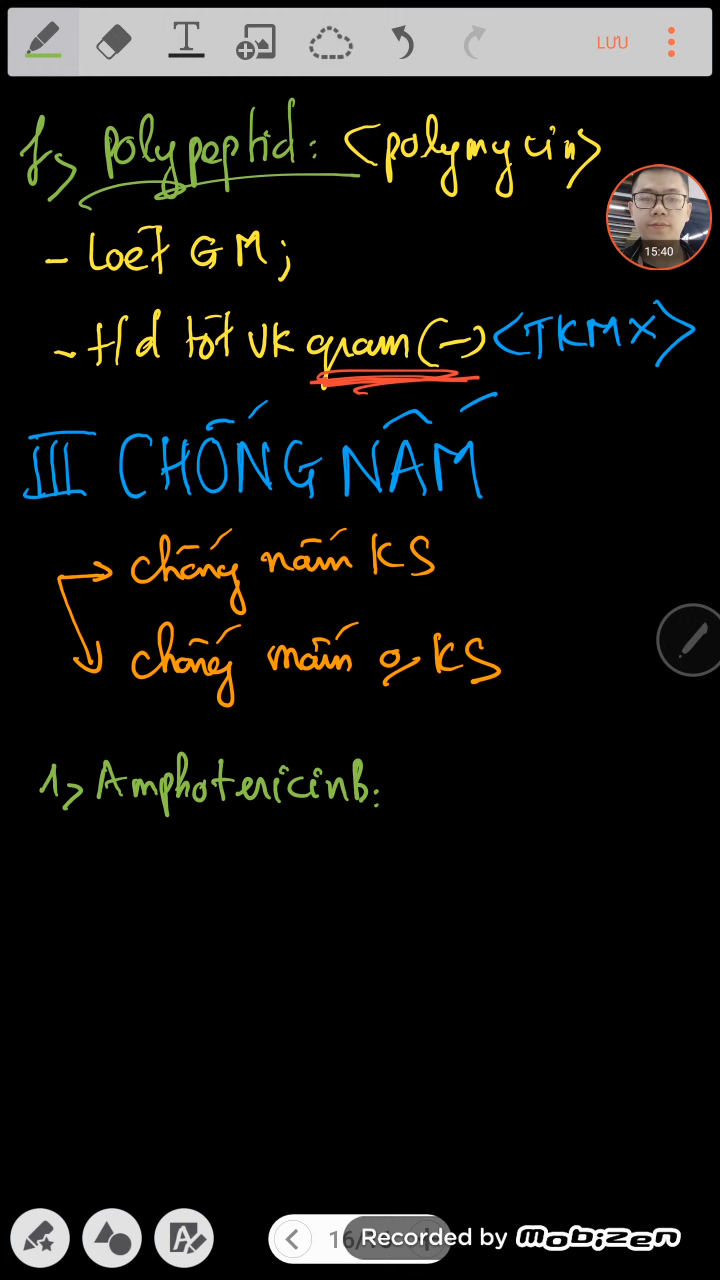 T LƯU
f> polypeptid: <polymycin>
15:40
- Loét GM;
- t/d tốt VK gram (-) <TKMX>
III CHỐNG NẤM
→ chống nấm KS
→ chống nấm o KS
1> Amphotericinb:
16/
Recorded by mobizen